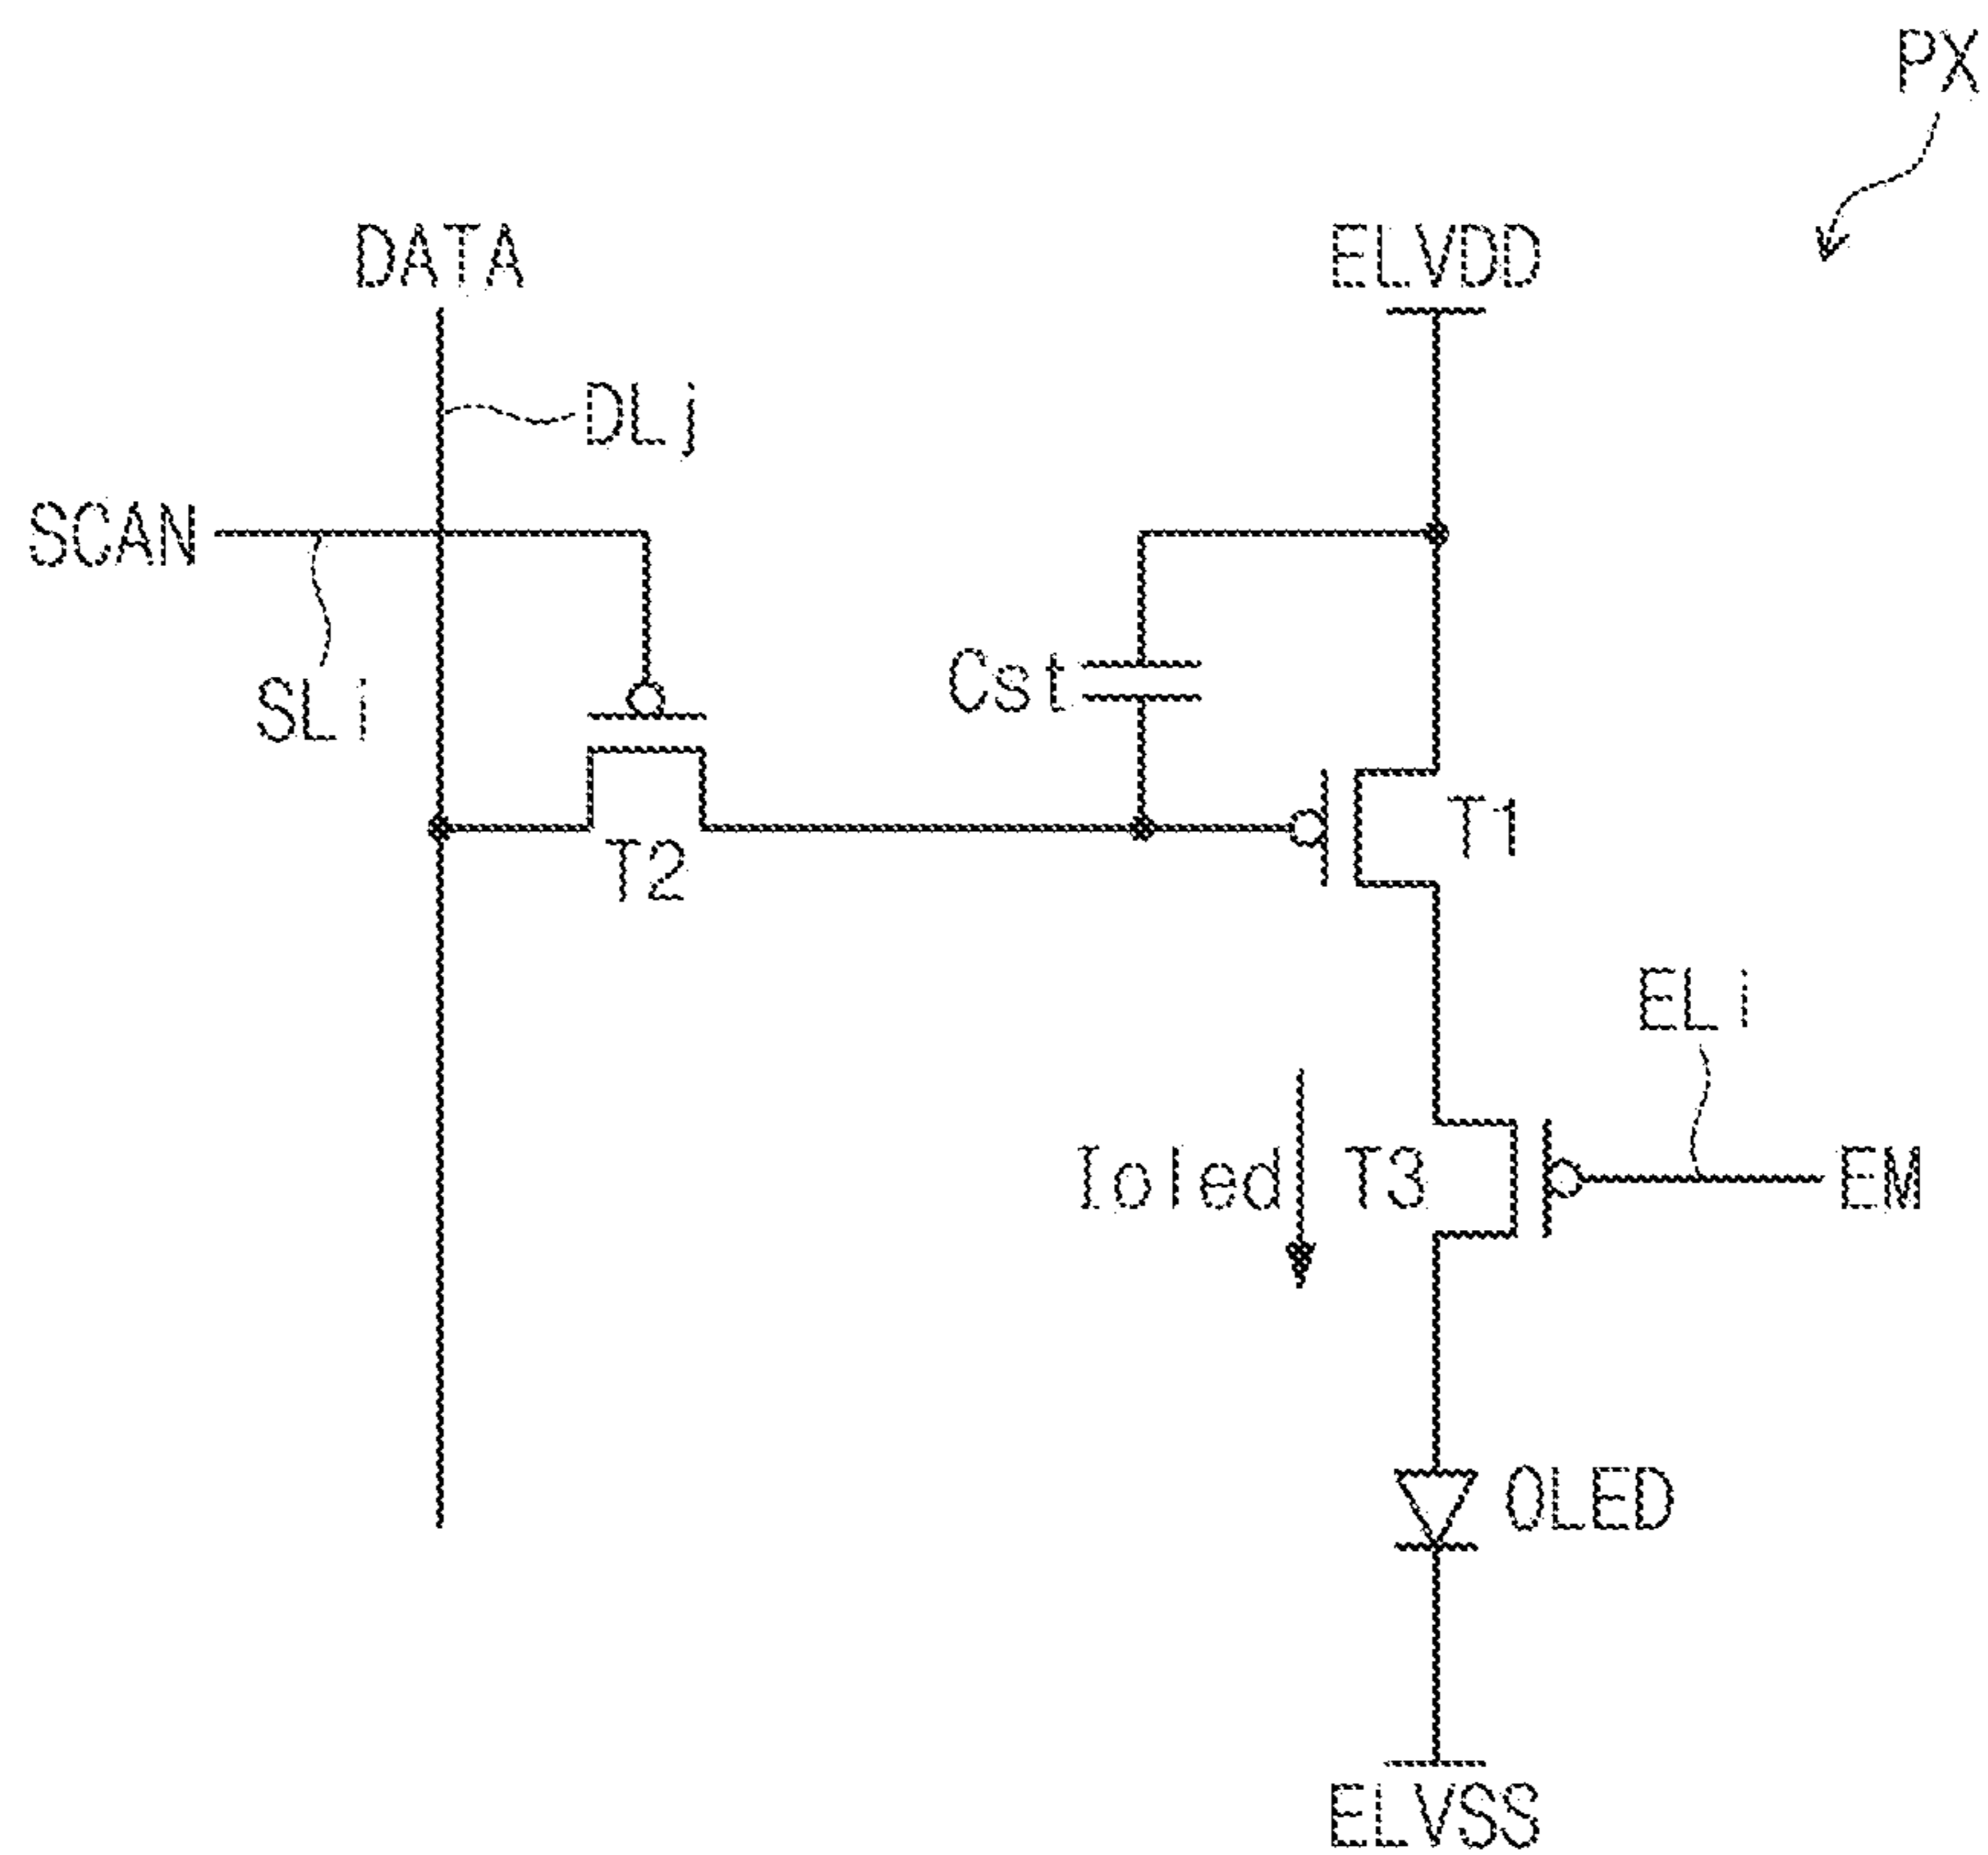 PX
DATA
ELVDD
DLj
SCAN
SLi
Cst
T1
T2
ELi
Ioled
T3
EM
OLED
ELVSS